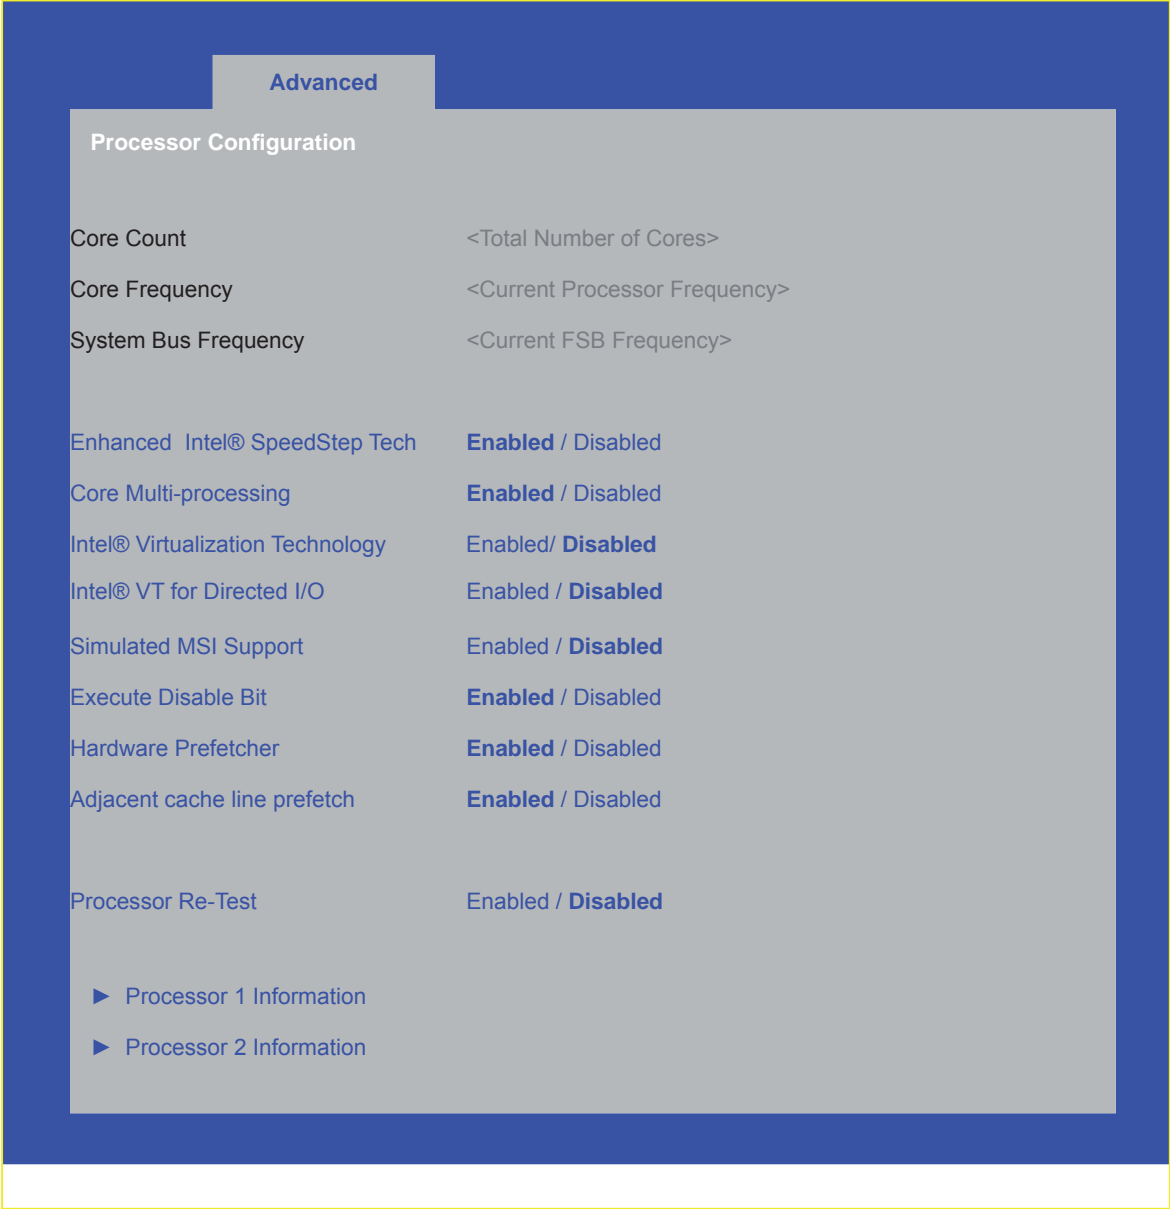 Advanced
Processor Configuration
Core Count <Total Number of Cores>
Core Frequency <Current Processor Frequency>
System Bus Frequency <Current FSB Frequency>
Enhanced  Intel® SpeedStep Tech Enabled / Disabled
Core Multi-processing Enabled / Disabled
Intel® Virtualization Technology Enabled/ Disabled
Intel® VT for Directed I/O Enabled / Disabled
Simulated MSI Support Enabled / Disabled
Execute Disable Bit Enabled / Disabled
Hardware Prefetcher Enabled / Disabled
Adjacent cache line prefetch Enabled / Disabled
Processor Re-Test Enabled / Disabled
► Processor 1 Information
► Processor 2 Information